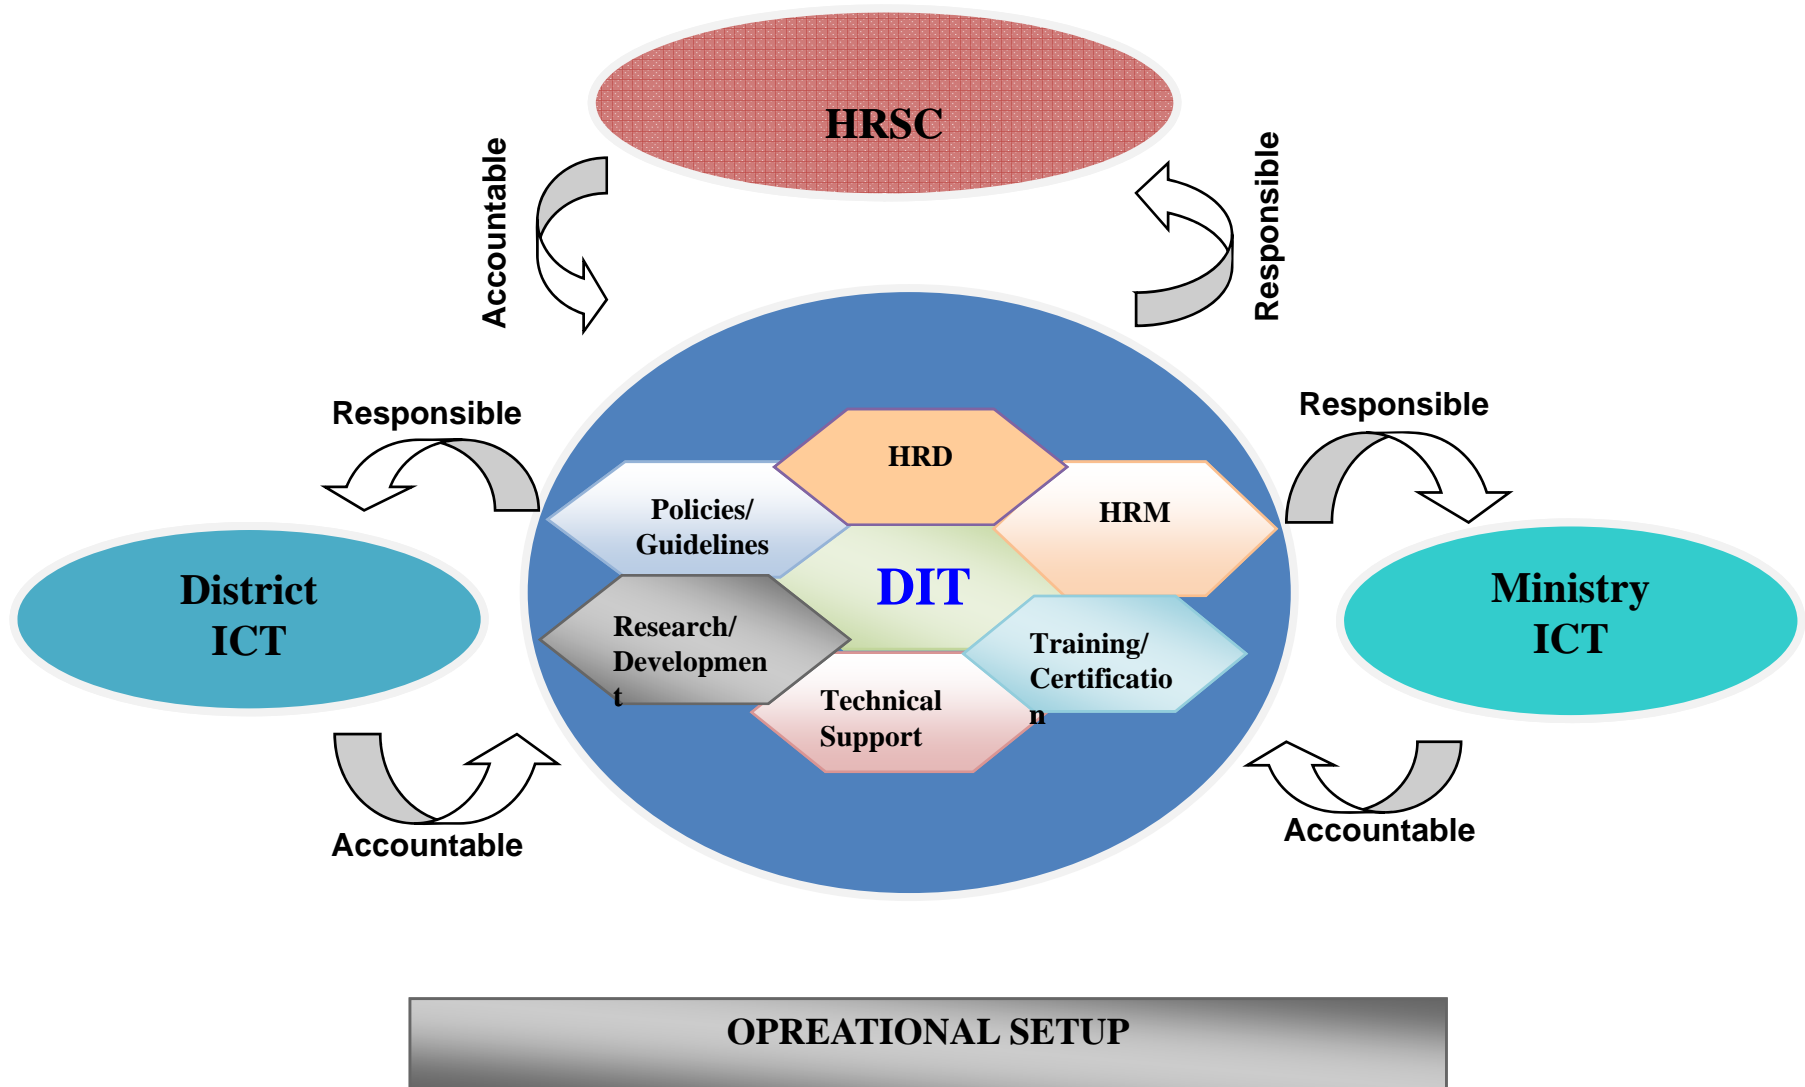 HRSC
Accountable
Responsible
Responsible
Responsible
HRD
Policies/
Guidelines
HRM
DIT
District
ICT
Ministry
ICT
Research/
Developmen
t
Training/
Certificatio
n
Technical
Support
Accountable
Accountable
OPREATIONAL SETUP